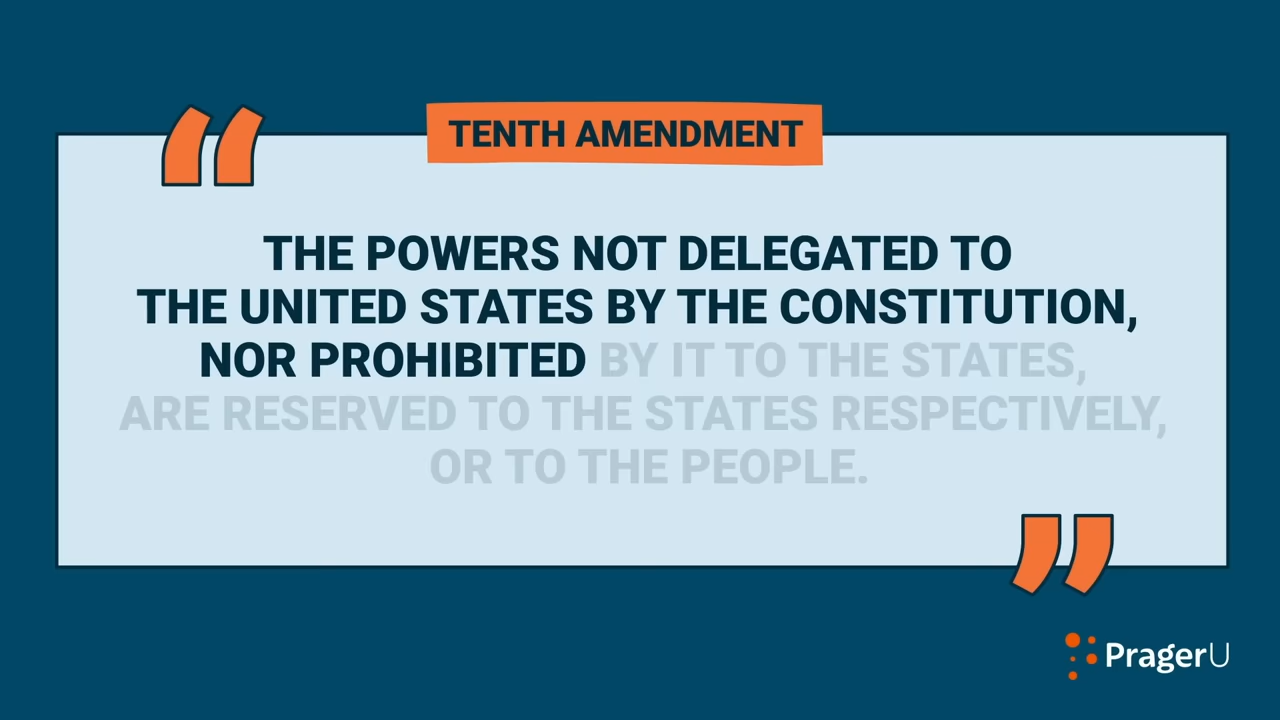 TENTH AMENDMENT
“
THE POWERS NOT DELEGATED TO
THE UNITED STATES BY THE CONSTITUTION,
NOR PROHIBITED BY IT TO THE STATES,
ARE RESERVED TO THE STATES RESPECTIVELY,
OR TO THE PEOPLE.
”
PragerU